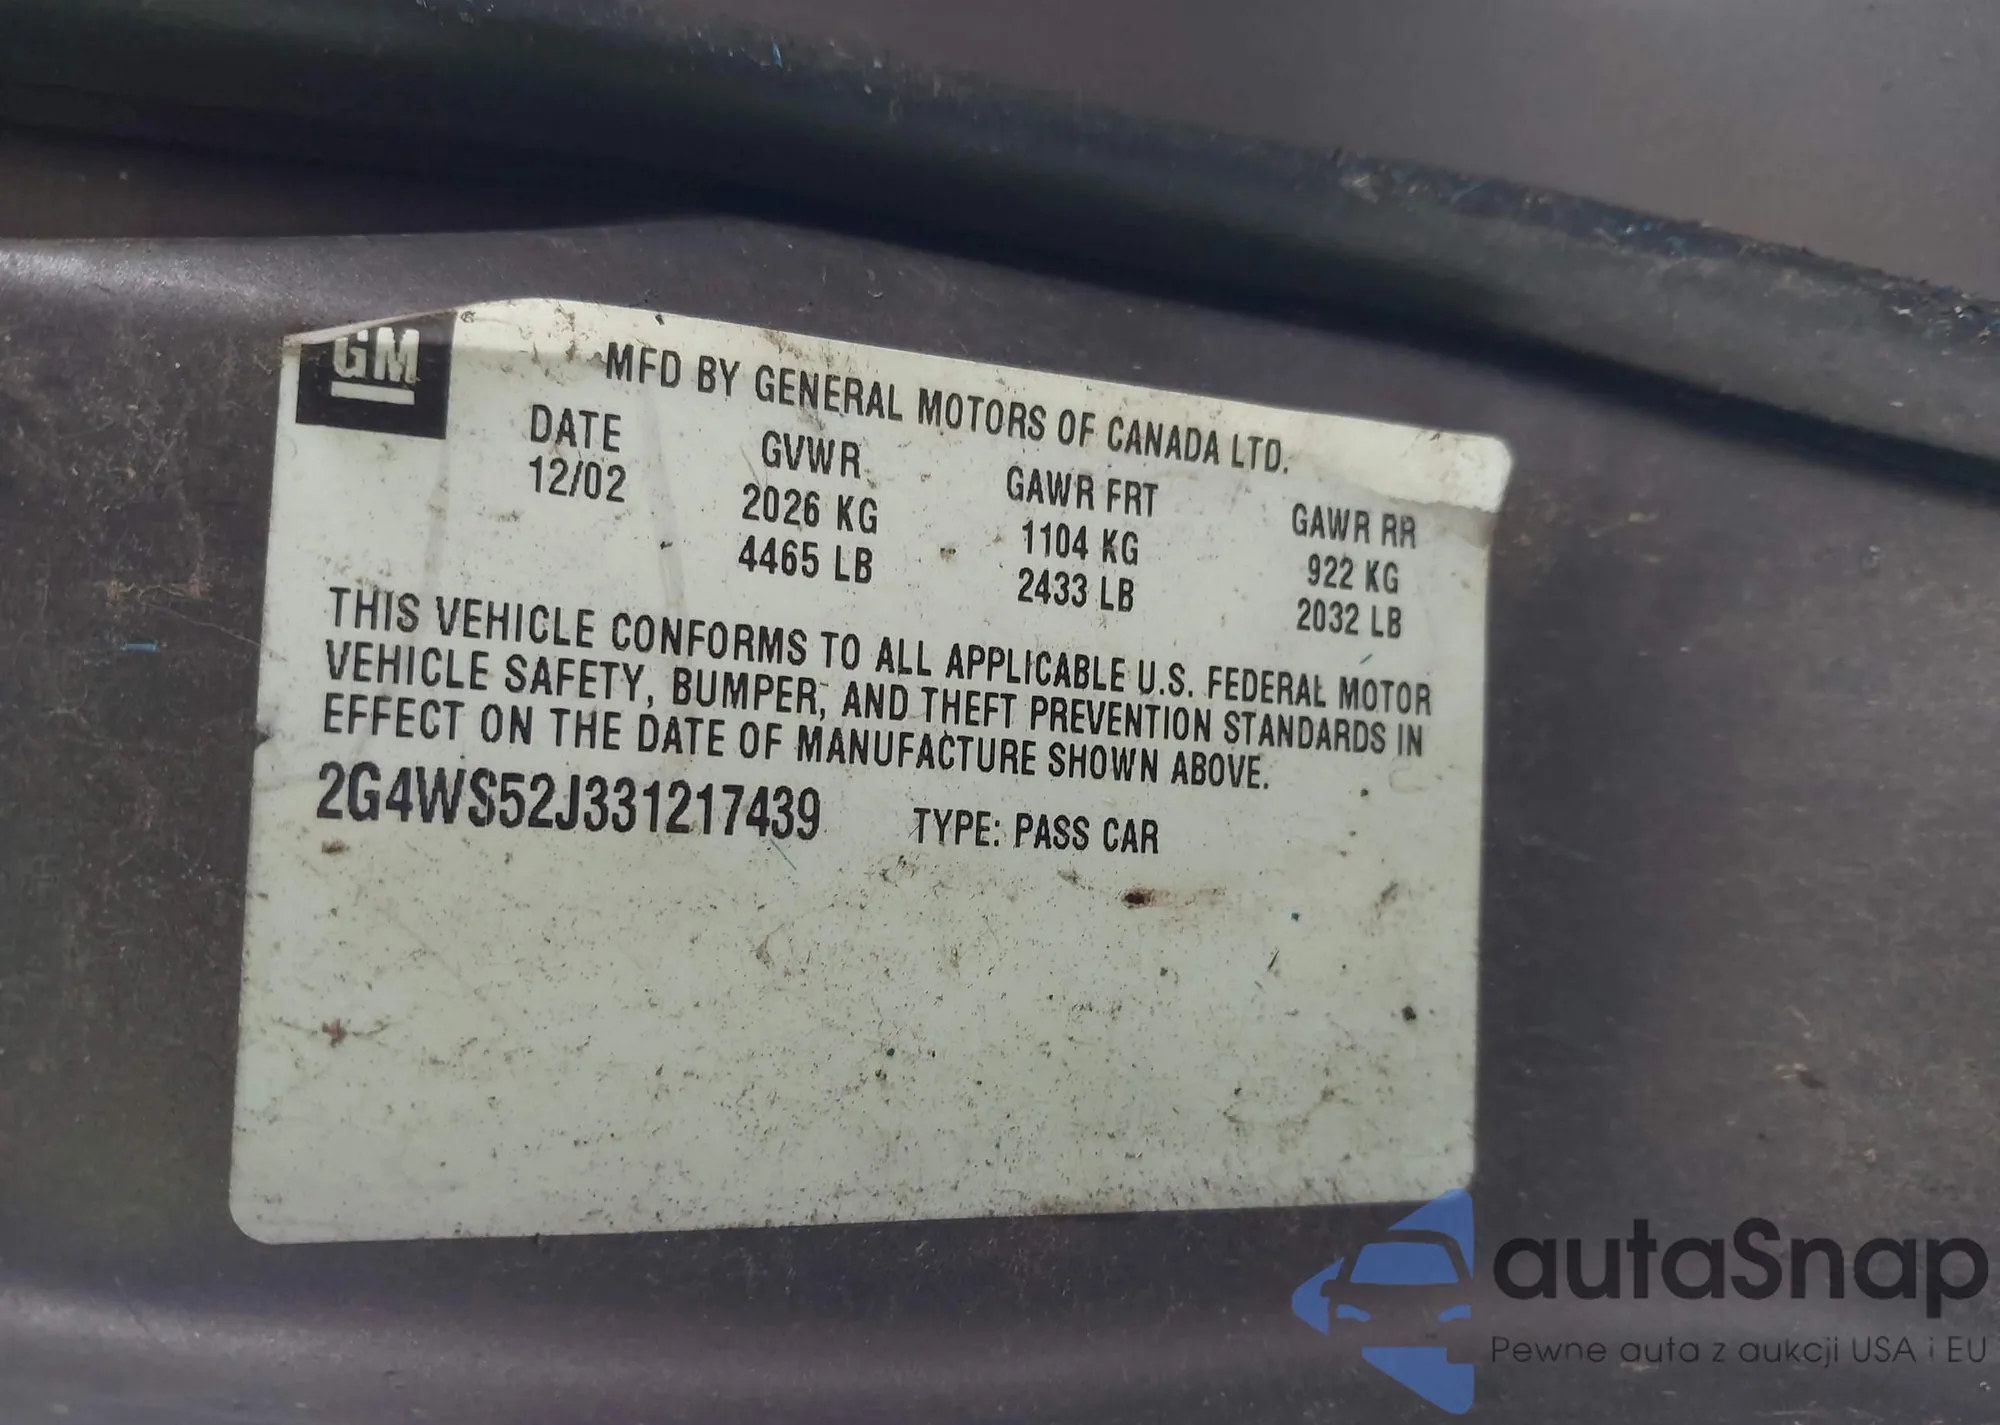 GM
MFD BY GENERAL MOTORS OF CANADA LTD.
DATE GVWR GAWR FRT GAWR RR
12/02 2026 KG 1104 KG 922 KG
4465 LB 2433 LB 2032 LB
THIS VEHICLE CONFORMS TO ALL APPLICABLE U.S. FEDERAL MOTOR
VEHICLE SAFETY, BUMPER, AND THEFT PREVENTION STANDARDS IN
EFFECT ON THE DATE OF MANUFACTURE SHOWN ABOVE.
2G4WS52J331217439 TYPE: PASS CAR
autaSnap
Pewne auta z aukcji USA i EU